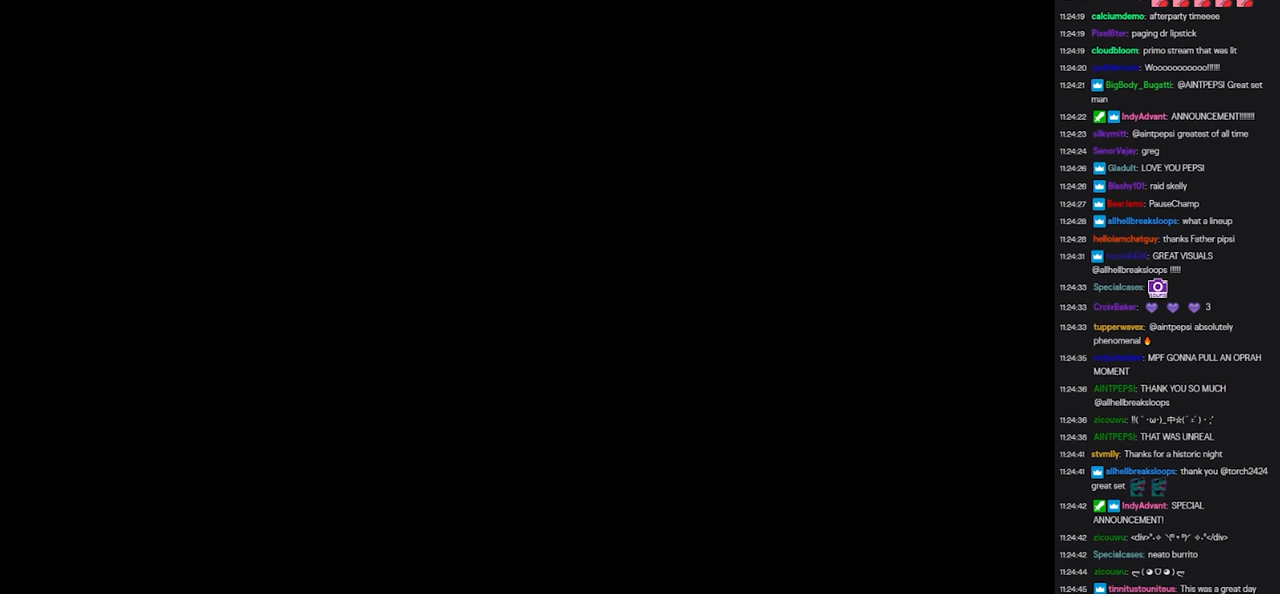 11:24:19 calciumdemo: afterparty timeeee
11:24:19 Pixel8ter: paging dr lipstick
11:24:19 cloudbloom: primo stream that was lit
11:24:20 : Wooooooooooo!!!!!!
11:24:21 BigBody_Bugatti: @AINTPEPSI Great set
man
11:24:22 IndyAdvant: ANNOUNCEMENT!!!!!!!!
11:24:23 silkymitt: @aintpepsi greatest of all time
11:24:24 SenorVajay: greg
11:24:26 Gladult: LOVE YOU PEPSI
11:24:26 Blashy101: raid skelly
11:24:27 BearJams: PauseChamp
11:24:28 allhellbreaksloops: what a lineup
11:24:28 helloiamchatguy: thanks Father pipsi
11:24:31 torch2424: GREAT VISUALS
@allhellbreaksloops !!!!!
11:24:33 Specialcases:
11:24:33 CroixBaker: 💜 💜 💜 3
11:24:33 tupperwavex: @aintpepsi absolutely
phenomenal 🔥
11:24:35 : MPF GONNA PULL AN OPRAH
MOMENT
11:24:36 AINTPEPSI: THANK YOU SO MUCH
@allhellbreaksloops
11:24:36 zicouwu:
11:24:38 AINTPEPSI: THAT WAS UNREAL
11:24:41 stvmlly: Thanks for a historic night
11:24:41 allhellbreaksloops: thank you @torch2424
great set
11:24:42 IndyAdvant: SPECIAL
ANNOUNCEMENT!
11:24:42 zicouwu:
11:24:42 Specialcases: neato burrito
11:24:44 zicouwu:
11:24:45 tinnitustouniteus: This was a great day